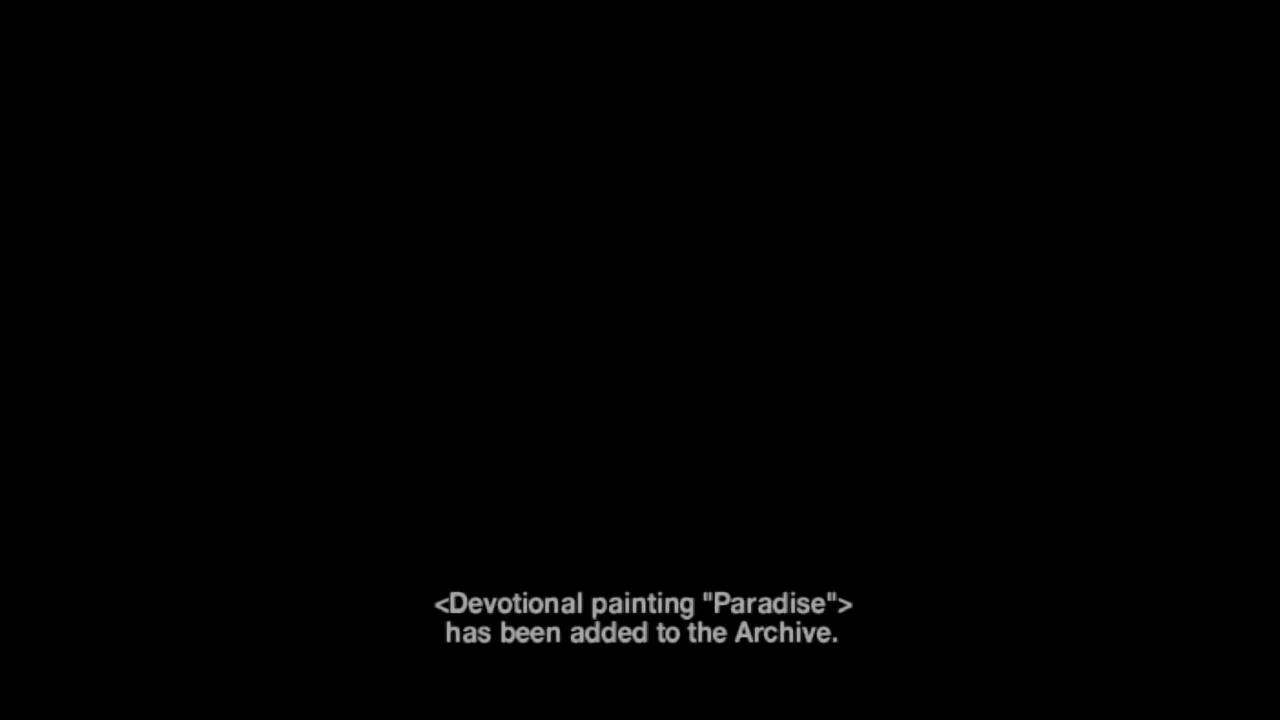 <Devotional painting "Paradise">
has been added to the Archive.